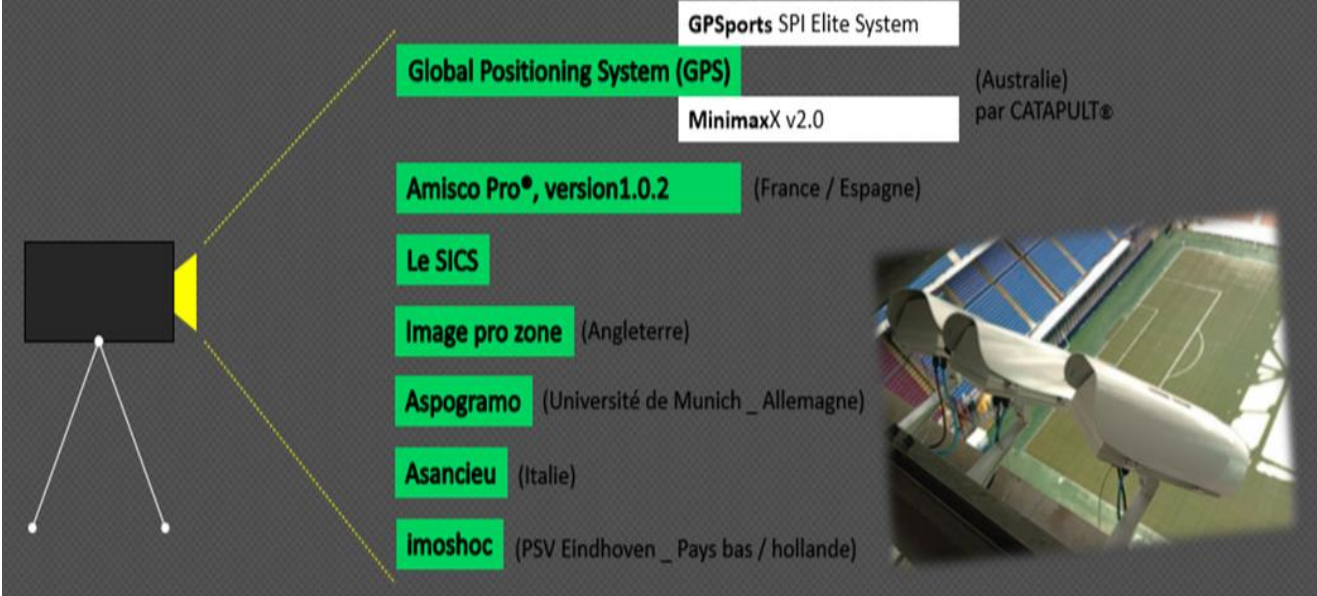 GPSports SPI Elite System
Global Positioning System (GPS)
(Australie)
par CATAPULT®
MinimaxX v2.0
Amisco Pro®, version1.0.2 (France / Espagne)
Le SICS
Image pro zone (Angleterre)
Aspogramo (Université de Munich _ Allemagne)
Asancieu (Italie)
imoshoc (PSV Eindhoven _ Pays bas / hollande)